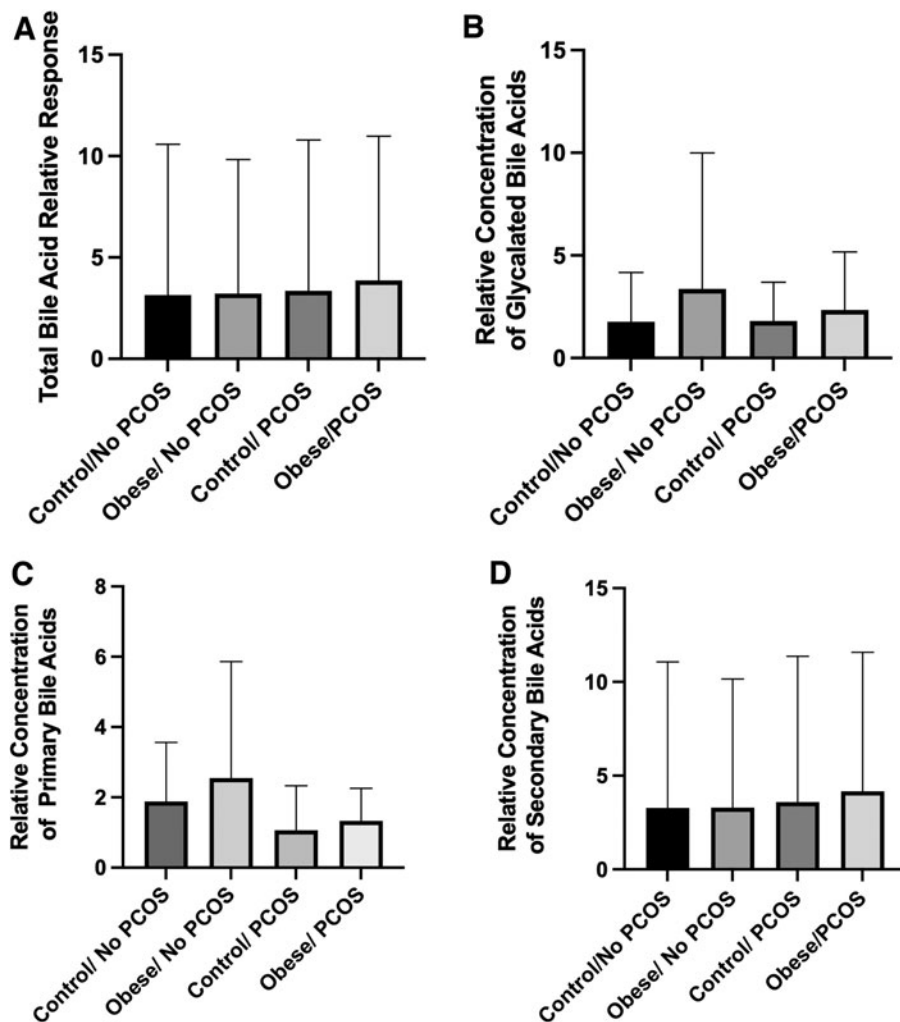 A
Total Bile Acid Relative Response
15
10
5
0
Control/No PCOS
Obese/ No PCOS
Control/ PCOS
Obese/PCOS
B
Relative Concentration
of Glycalated Bile Acids
15
10
5
0
Control/No PCOS
Obese/ No PCOS
Control/ PCOS
Obese/PCOS
C
Relative Concentration
of Primary Bile Acids
8
6
4
2
0
Control/ No PCOS
Obese/ No PCOS
Control/ PCOS
Obese/ PCOS
D
Relative Concentration
of Secondary Bile Acids
15
10
5
0
Control/No PCOS
Obese/ No PCOS
Control/ PCOS
Obese/PCOS